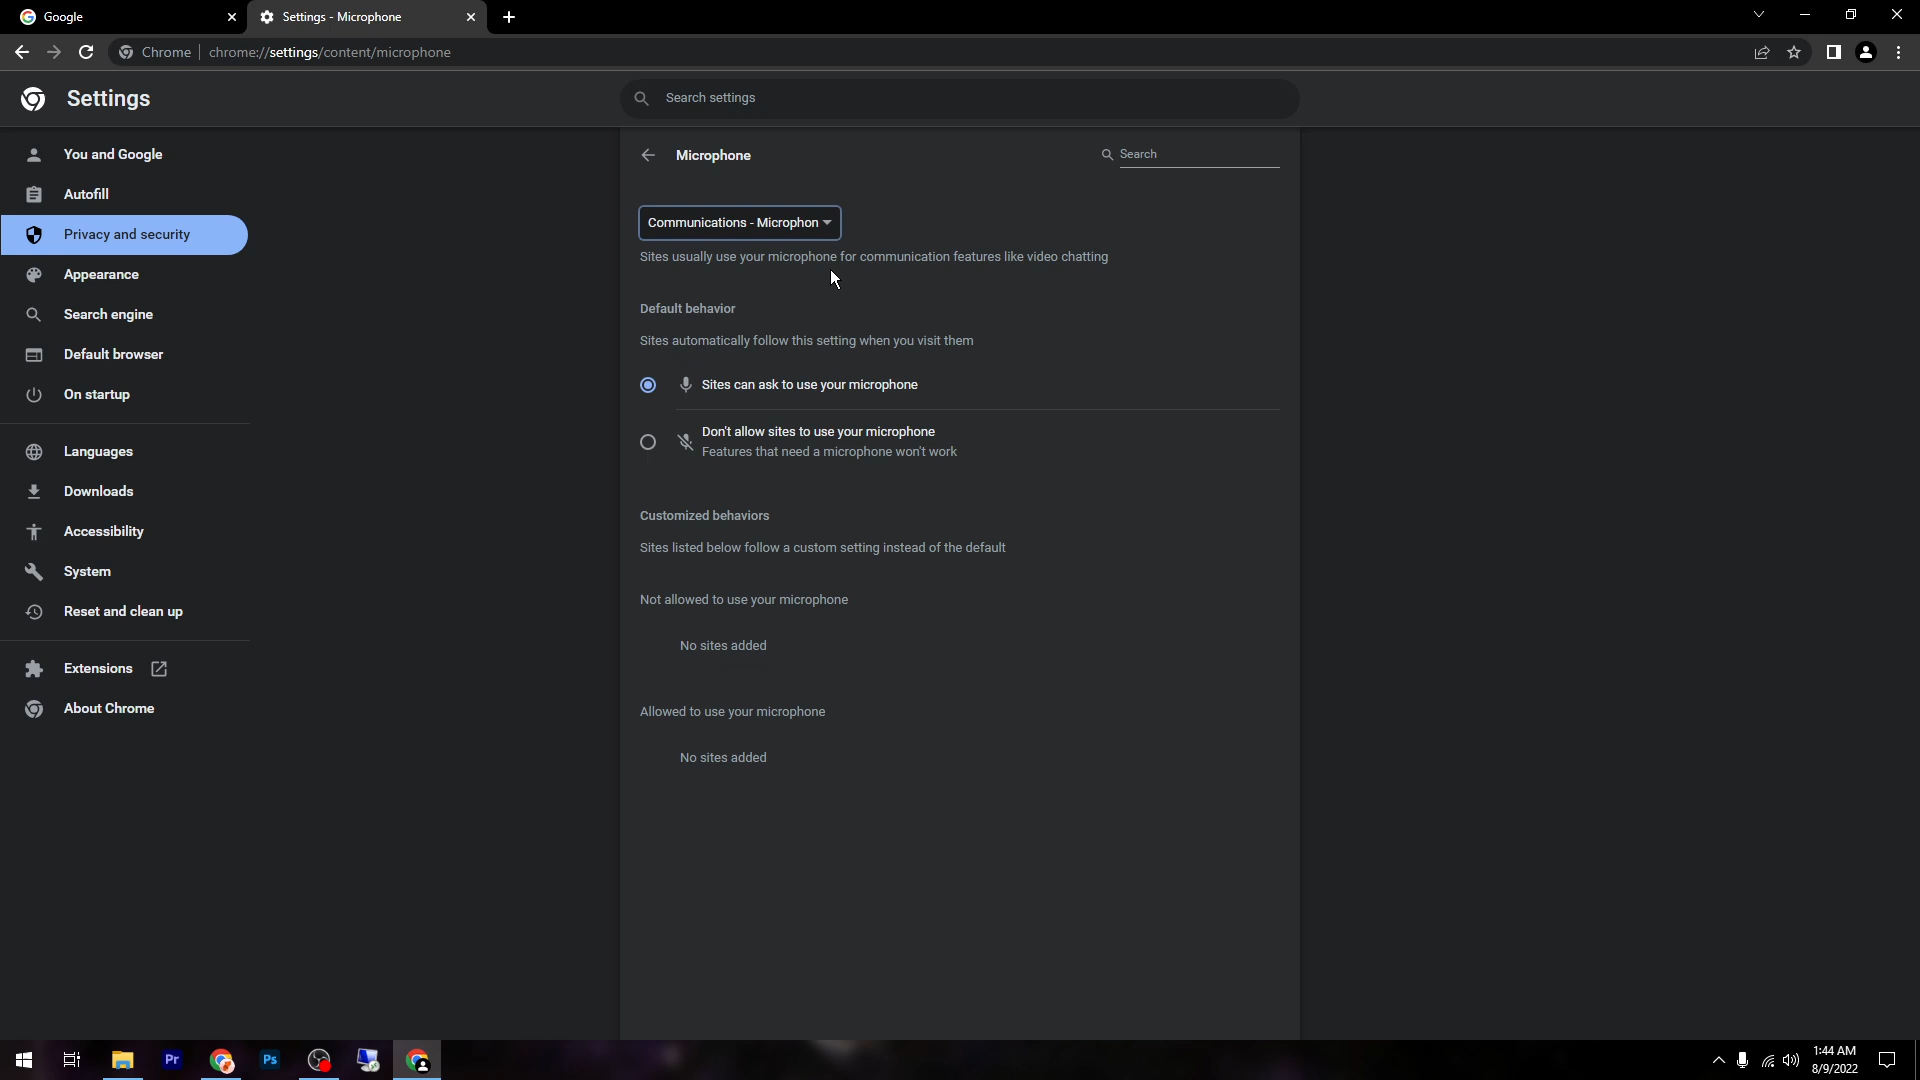 Google
Settings - Microphone
Chrome
chrome://settings/content/microphone
Settings
Search settings
You and Google
Autofill
Privacy and security
Appearance
Search engine
Default browser
On startup
Languages
Downloads
Accessibility
System
Reset and clean up
Extensions
About Chrome
Microphone
Search
Communications - Microphon
Sites usually use your microphone for communication features like video chatting
Default behavior
Sites automatically follow this setting when you visit them
Sites can ask to use your microphone
Don't allow sites to use your microphone
Features that need a microphone won't work
Customized behaviors
Sites listed below follow a custom setting instead of the default
Not allowed to use your microphone
No sites added
Allowed to use your microphone
No sites added
Pr
Ps
1:44 AM
8/9/2022